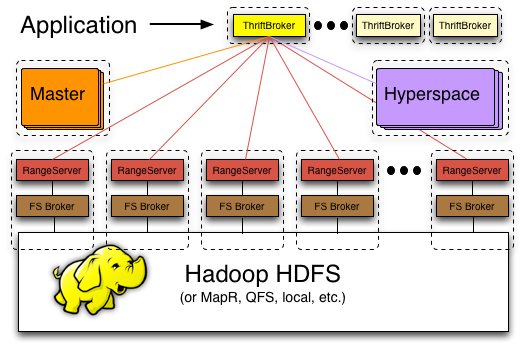 Application
ThriftBroker
ThriftBroker
ThriftBroker
Master
Hyperspace
RangeServer
RangeServer
RangeServer
RangeServer
RangeServer
FS Broker
FS Broker
FS Broker
FS Broker
FS Broker
Hadoop HDFS
(or MapR, QFS, local, etc.)